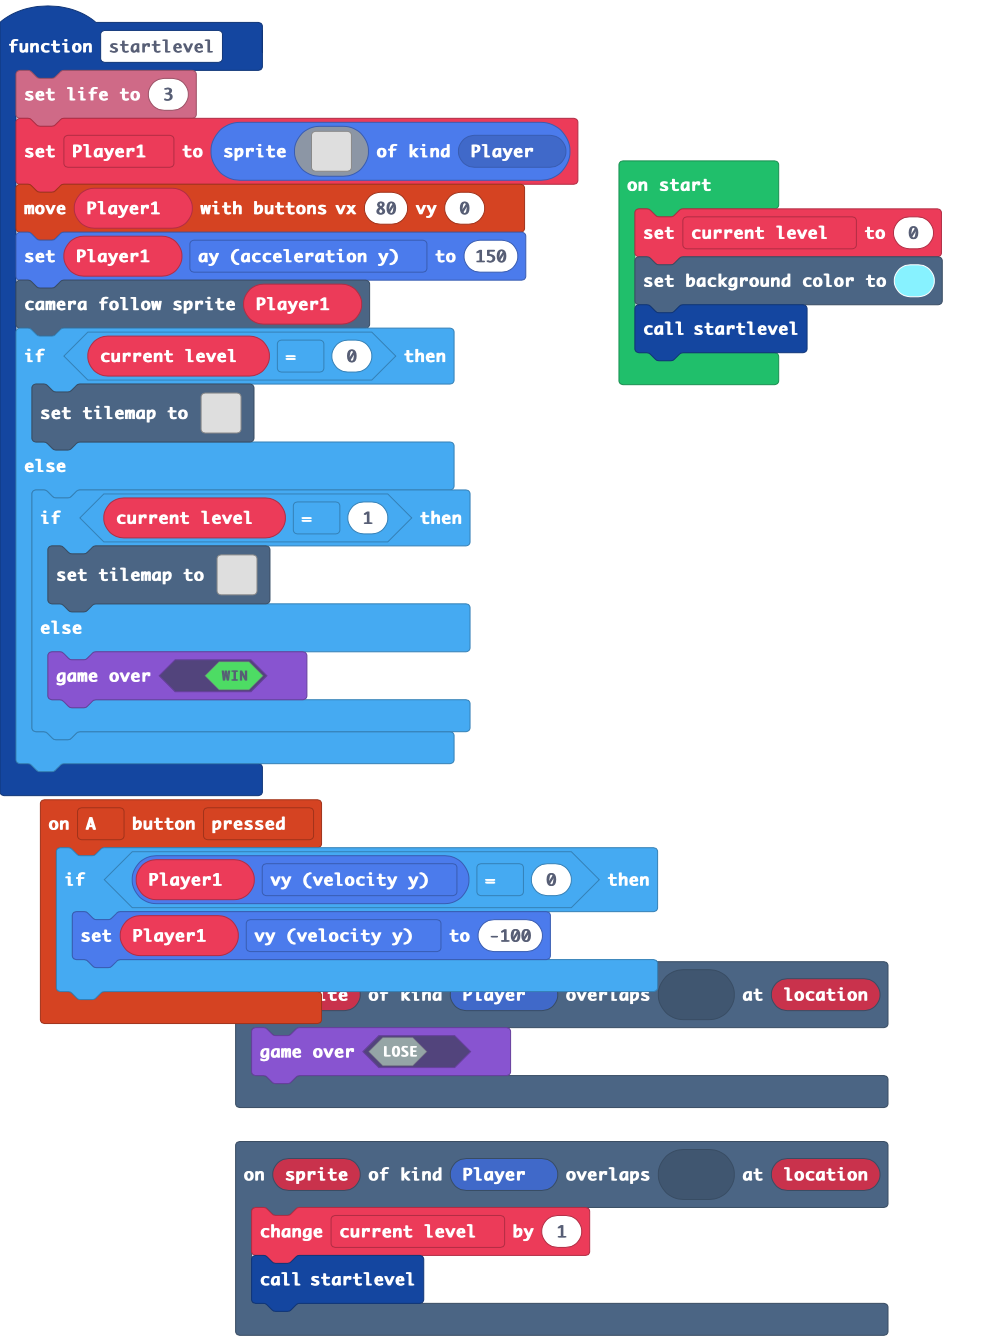 function startlevel
set life to 3
set Player1 to sprite of kind Player
move Player1 with buttons vx 80 vy 0
set Player1 ay (acceleration y) to 150
camera follow sprite Player1
if current level = 0 then
set tilemap to
else
if current level = 1 then
set tilemap to
else
game over WIN
on start
set current level to 0
set background color to
call startlevel
on A button pressed
if Player1 vy (velocity y) = 0 then
set Player1 vy (velocity y) to -100
of kind Player overlaps at location
game over LOSE
on sprite of kind Player overlaps at location
change current level by 1
call startlevel